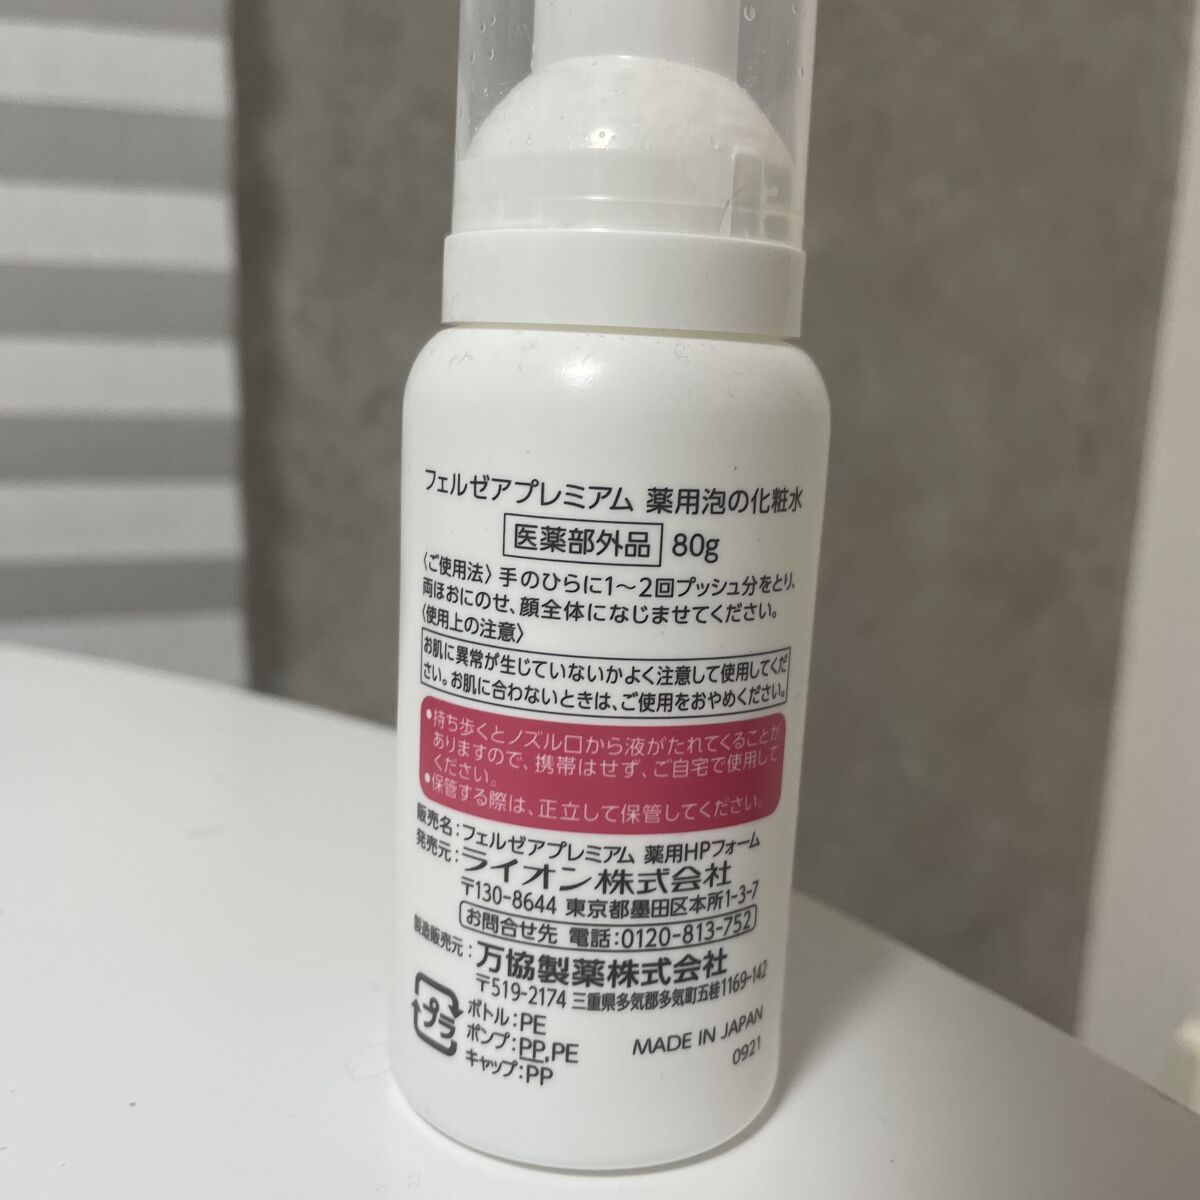 フェルゼアプレミアム 薬用泡の化粧水
医薬部外品 80g
〈ご使用法〉手のひらに1〜2回プッシュ分をとり、
両ほおにのせ、顔全体になじませてください。
〈使用上の注意〉
お肌に異常が生じていないかよく注意して使用してくだ
さい。お肌に合わないときは、ご使用をおやめください。
●持ち歩くとノズル口から液がたれてくることが
ありますので、携帯はせず、ご自宅で使用して
ください。
●保管する際は、正立して保管してください。
販売名：フェルゼアプレミアム 薬用HPフォーム
発売元：ライオン株式会社
〒130-8644 東京都墨田区本所1-3-7
お問合せ先 電話：0120-813-752
製造販売元：万協製薬株式会社
〒519-2174 三重県多気郡多気町五桂1169-142
プラ
ボトル：PE
ポンプ：PP,PE
キャップ：PP
MADE IN JAPAN
0921